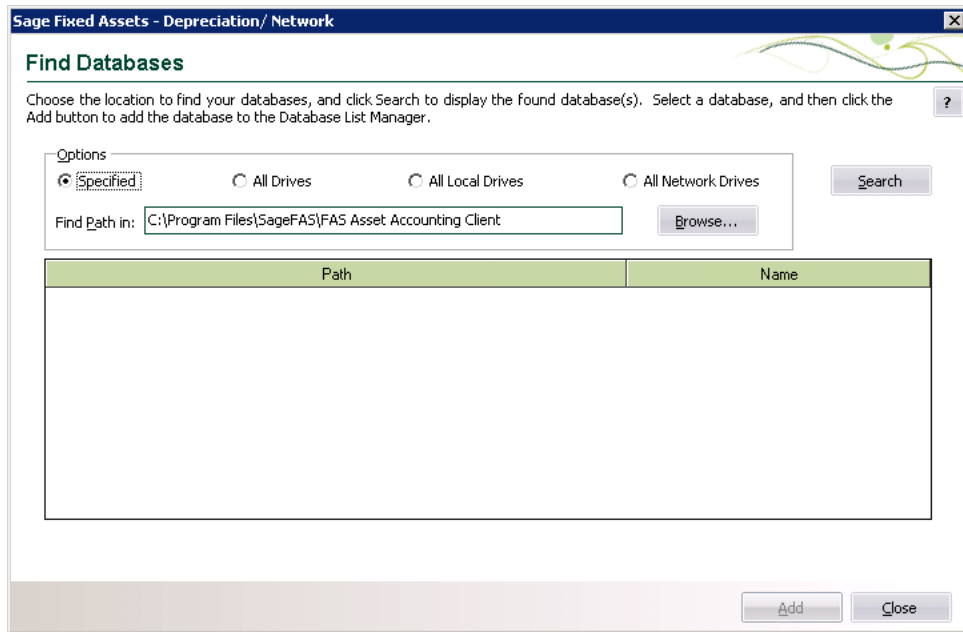 Sage Fixed Assets - Depreciation/ Network
Find Databases
Choose the location to find your databases, and click Search to display the found database(s). Select a database, and then click the
Add button to add the database to the Database List Manager.
?
Options
Specified All Drives All Local Drives All Network Drives Search
Find Path in: C:\Program Files\SageFAS\FAS Asset Accounting Client Browse...
Path Name
Add Close